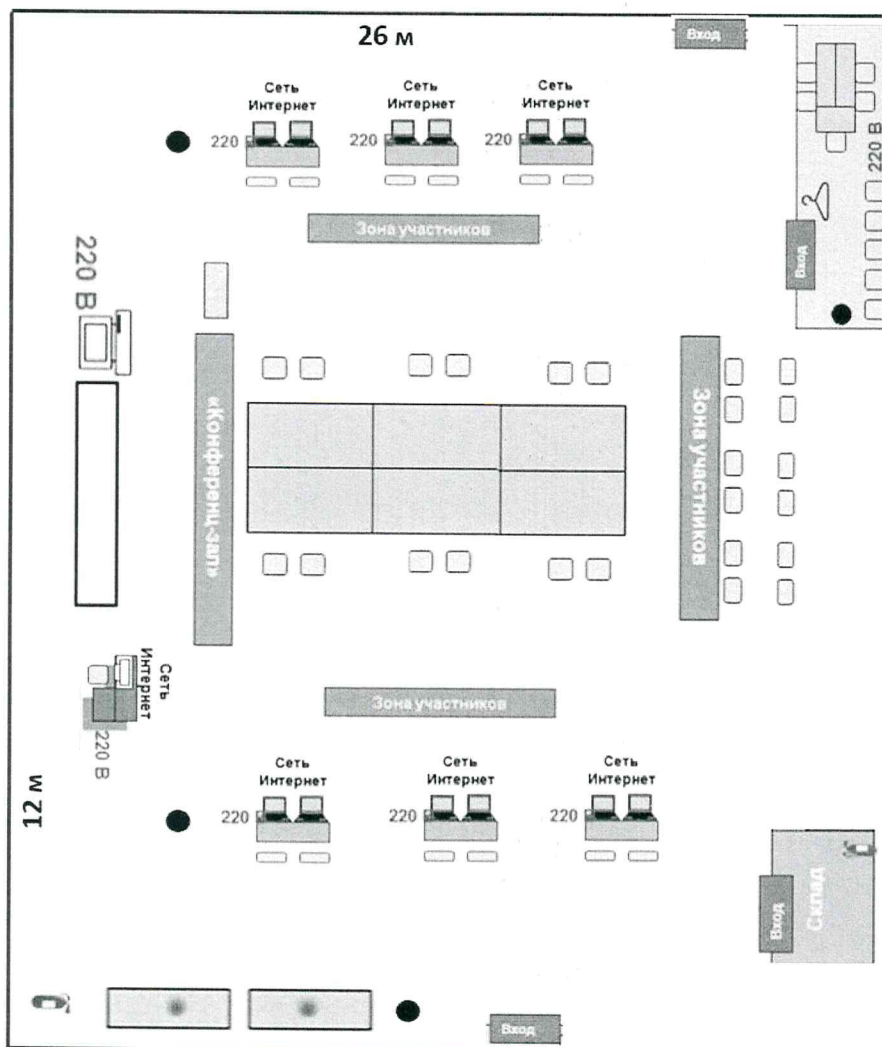 26 м
Вход
Сеть
Интернет
220
Сеть
Интернет
220
Сеть
Интернет
220
220 В
Вход
Зона участников
220 В
«Конференц-зал»
Зона участников
Сеть
Интернет
220 В
Зона участников
12 м
Сеть
Интернет
220
Сеть
Интернет
220
Сеть
Интернет
220
Вход
Склад
Вход